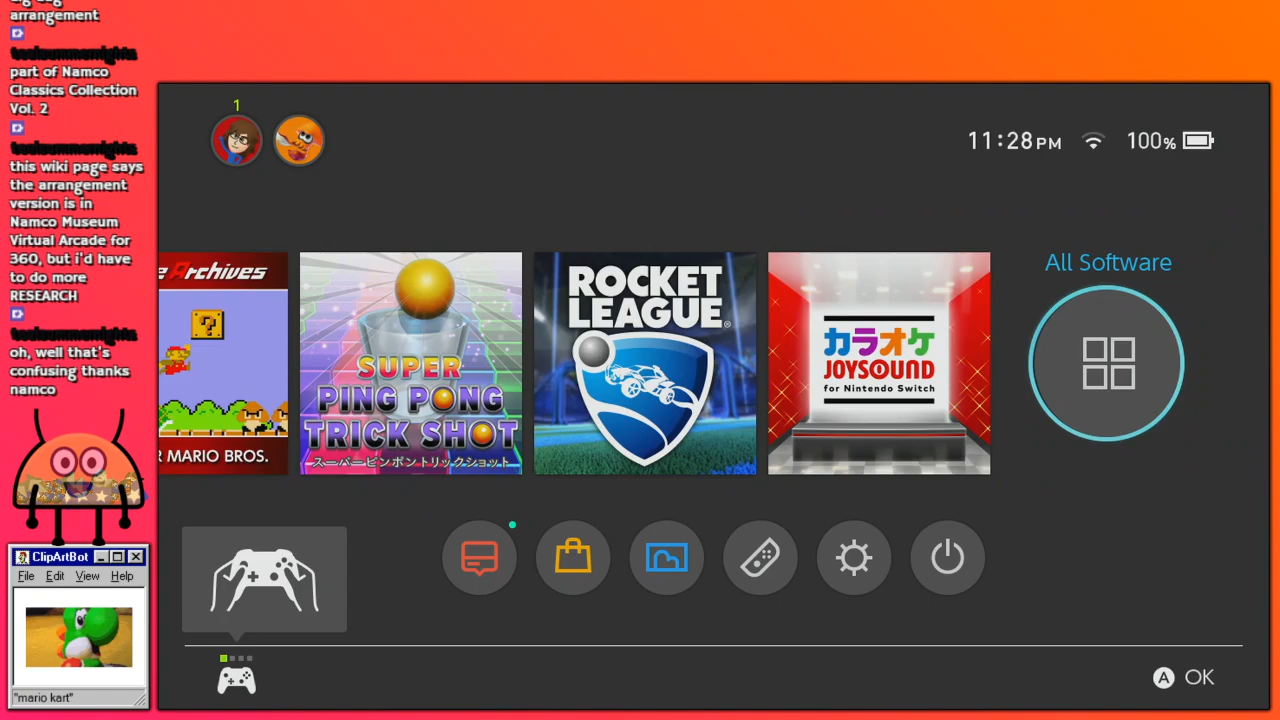 arrangement
part of Namco
Classics Collection
Vol. 2
this wiki page says
the arrangement
version is in
Namco Museum
Virtual Arcade for
360, but i'd have
to do more
RESEARCH
oh, well that's
confusing thanks
namco
ClipArtBot
File Edit View Help
"mario kart"
1
11:28 PM
100%
Archives
R MARIO BROS.
SUPER
PING PONG
TRICK SHOT
スーパーピンポントリックショット
ROCKET
LEAGUE
カラオケ
JOYSOUND
for Nintendo Switch
All Software
A OK